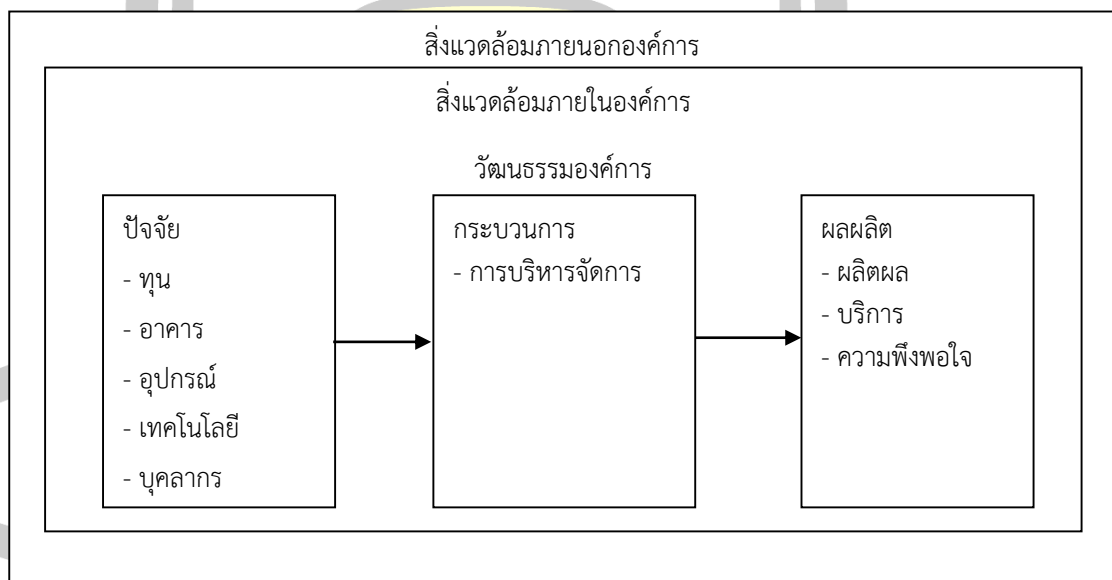 สิ่งแวดล้อมภายนอกองค์การ
สิ่งแวดล้อมภายในองค์การ
วัฒนธรรมองค์การ
ปัจจัย
- ทุน
- อาคาร
- อุปกรณ์
- เทคโนโลยี
- บุคลากร
กระบวนการ
- การบริหารจัดการ
ผลผลิต
- ผลิตผล
- บริการ
- ความพึงพอใจ